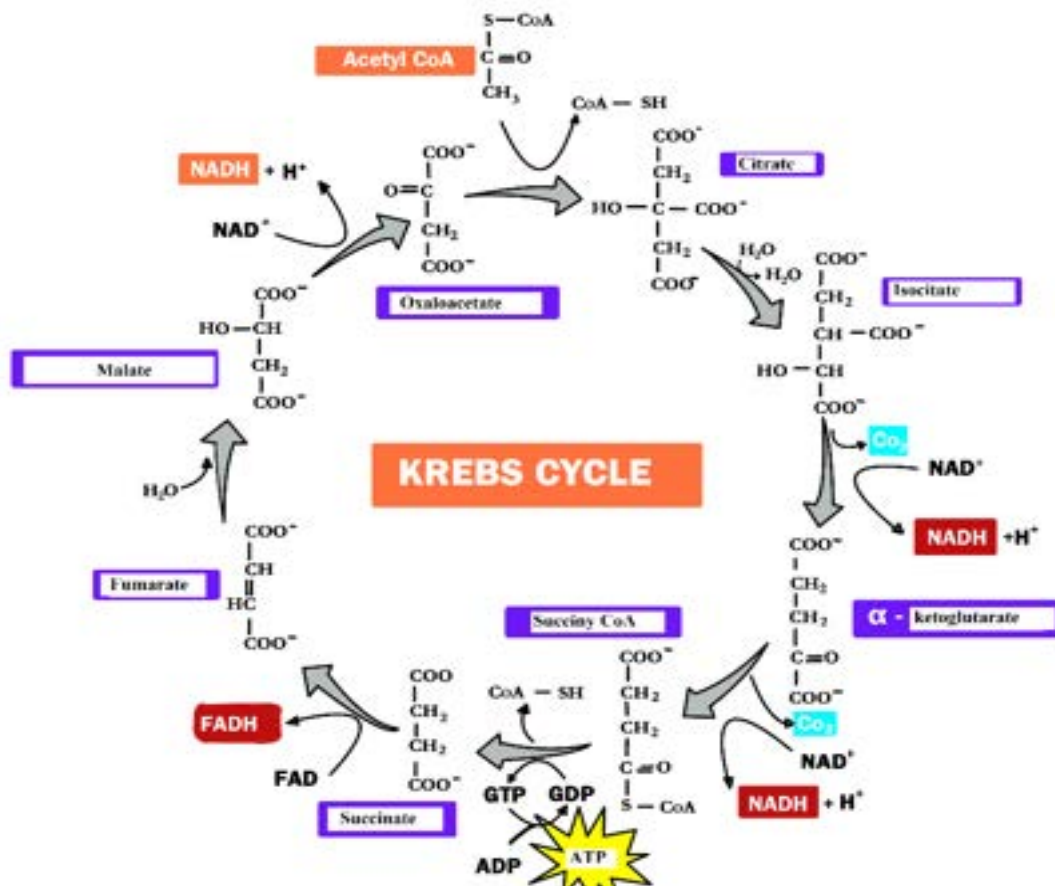 S — CoA
Acetyl CoA
C = O
CH3
CoA — SH
COO⁻
CH2
Citrate
HO — C — COO⁻
CH2
COO⁻
H2O
H2O
NADH + H⁺
NAD⁺
COO⁻
O = C
CH2
COO⁻
Oxaloacetate
COO⁻
CH2
Isocitate
CH — COO⁻
HO — CH
COO⁻
COO⁻
HO — CH
CH2
COO⁻
Malate
Co2
NAD⁺
NADH +H⁺
KREBS CYCLE
H2O
COO⁻
CH
HC
COO⁻
Fumarate
COO⁻
CH2
CH2
C = O
COO⁻
α - ketoglutarate
Co2
NAD⁺
NADH + H⁺
Succiny CoA
COO⁻
CH2
CH2
C = O
S — CoA
CoA — SH
GTP GDP
ADP ATP
COO
CH2
CH2
COO⁻
Succinate
FADH
FAD